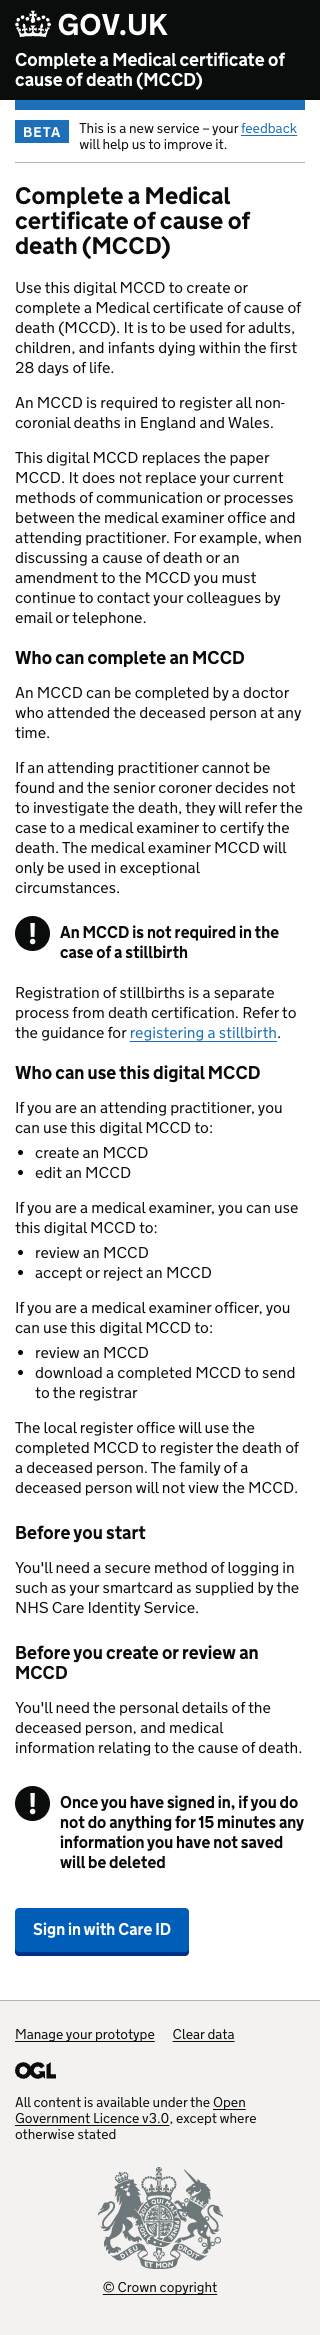 GOV.UK
Complete a Medical certificate of
cause of death (MCCD)
BETA
This is a new service – your feedback
will help us to improve it.
Complete a Medical
certificate of cause of
death (MCCD)
Use this digital MCCD to create or
complete a Medical certificate of cause of
death (MCCD). It is to be used for adults,
children, and infants dying within the first
28 days of life.
An MCCD is required to register all non-
coronial deaths in England and Wales.
This digital MCCD replaces the paper
MCCD. It does not replace your current
methods of communication or processes
between the medical examiner office and
attending practitioner. For example, when
discussing a cause of death or an
amendment to the MCCD you must
continue to contact your colleagues by
email or telephone.
Who can complete an MCCD
An MCCD can be completed by a doctor
who attended the deceased person at any
time.
If an attending practitioner cannot be
found and the senior coroner decides not
to investigate the death, they will refer the
case to a medical examiner to certify the
death. The medical examiner MCCD will
only be used in exceptional
circumstances.
!
An MCCD is not required in the
case of a stillbirth
Registration of stillbirths is a separate
process from death certification. Refer to
the guidance for registering a stillbirth.
Who can use this digital MCCD
If you are an attending practitioner, you
can use this digital MCCD to:
• create an MCCD
• edit an MCCD
If you are a medical examiner, you can use
this digital MCCD to:
• review an MCCD
• accept or reject an MCCD
If you are a medical examiner officer, you
can use this digital MCCD to:
• review an MCCD
• download a completed MCCD to send
to the registrar
The local register office will use the
completed MCCD to register the death of
a deceased person. The family of a
deceased person will not view the MCCD.
Before you start
You'll need a secure method of logging in
such as your smartcard as supplied by the
NHS Care Identity Service.
Before you create or review an
MCCD
You'll need the personal details of the
deceased person, and medical
information relating to the cause of death.
!
Once you have signed in, if you do
not do anything for 15 minutes any
information you have not saved
will be deleted
Sign in with Care ID
Manage your prototype Clear data
OGL
All content is available under the Open
Government Licence v3.0, except where
otherwise stated
DIEU ET MON DROIT
© Crown copyright